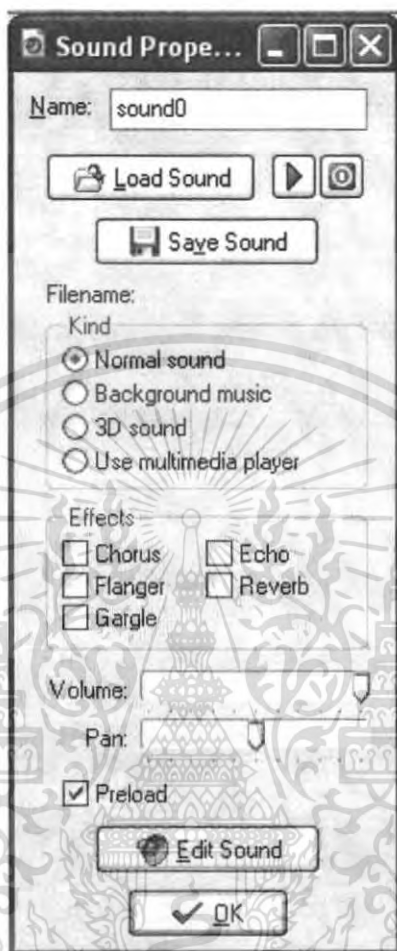 Sound Prope...
Name: sound0
Load Sound
Save Sound
Filename:
Kind
Normal sound
Background music
3D sound
Use multimedia player
Effects
Chorus Echo
Flanger Reverb
Gargle
Volume:
Pan:
Preload
Edit Sound
OK